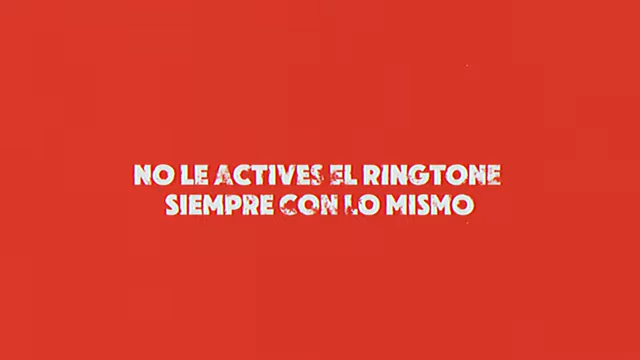 NO LE ACTIVES EL RINGTONE
SIEMPRE CON LO MISMO